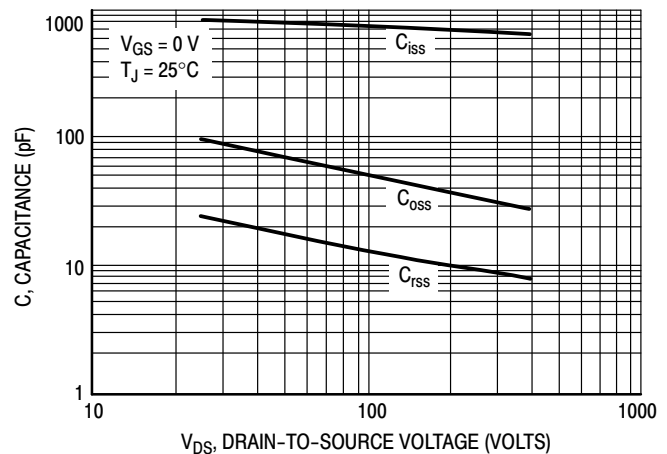 1000
V_GS = 0 V
T_J = 25°C
C_iss
100
C_oss
10
C_rss
1
C, CAPACITANCE (pF)
10
100
1000
V_DS, DRAIN-TO-SOURCE VOLTAGE (VOLTS)